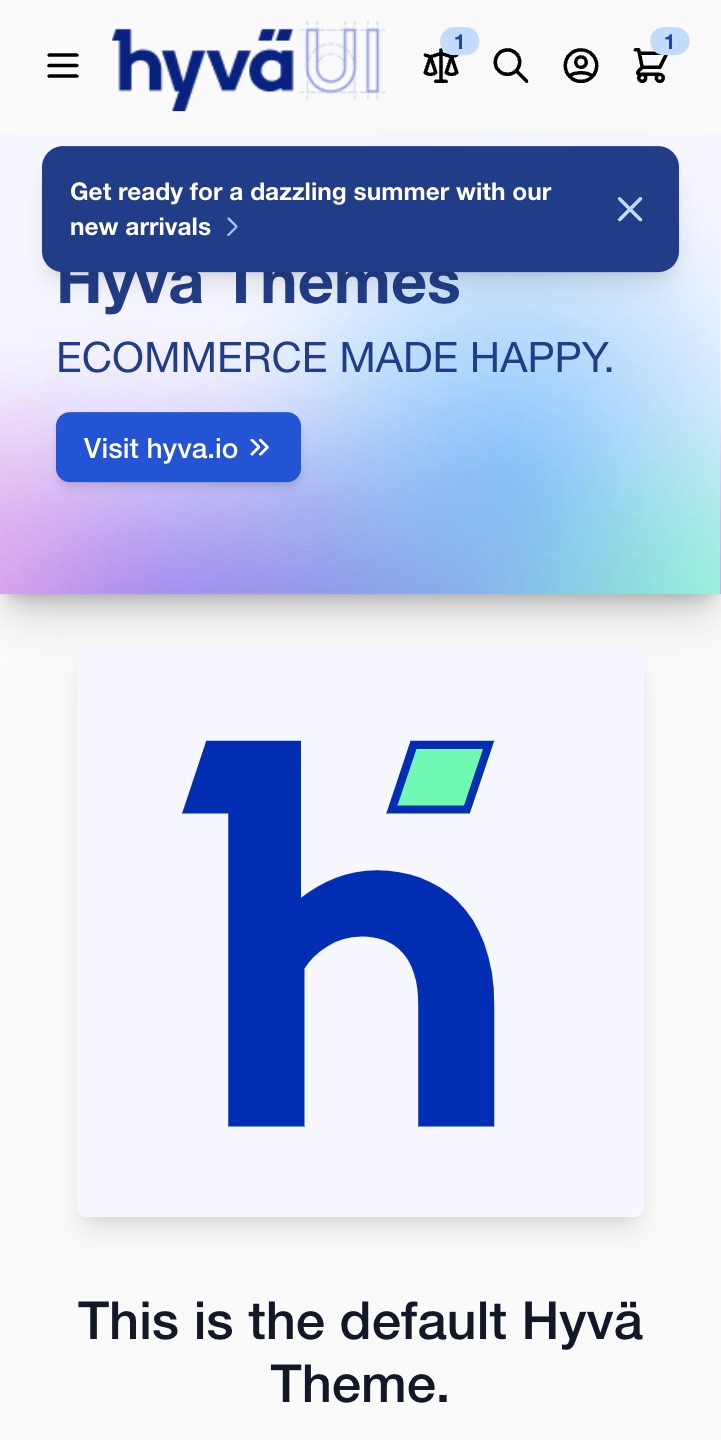 hyväUI
1
1
Get ready for a dazzling summer with our
new arrivals
Hyvä Themes
ECOMMERCE MADE HAPPY.
Visit hyva.io
This is the default Hyvä
Theme.